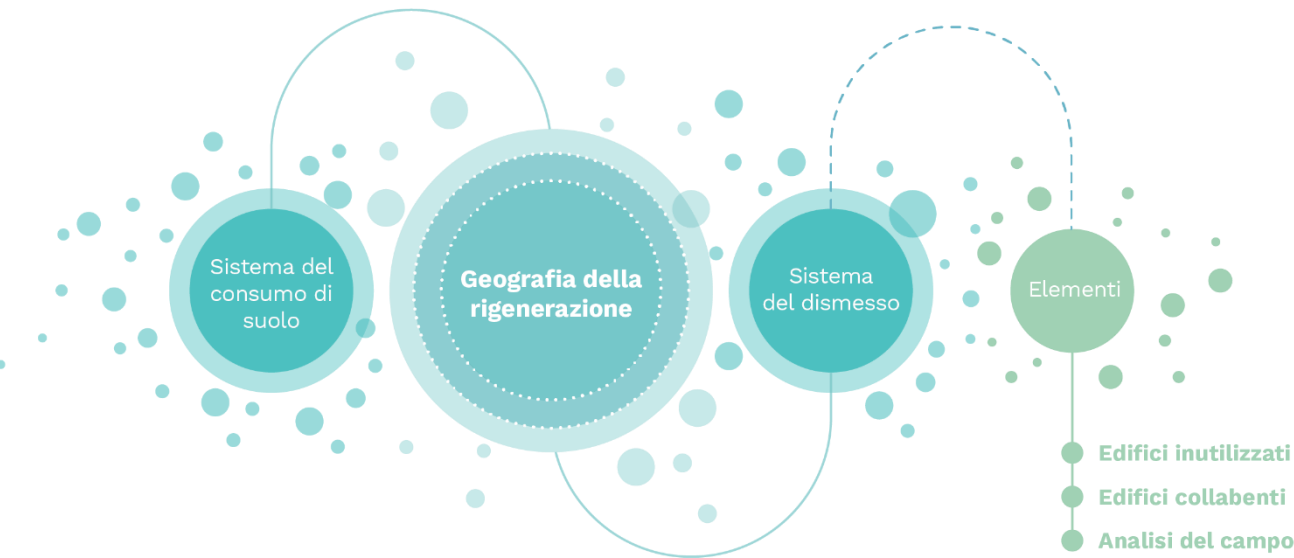 Sistema del
consumo di
suolo
Geografia della
rigenerazione
Sistema
del dismesso
Elementi
Edifici inutilizzati
Edifici collabenti
Analisi del campo